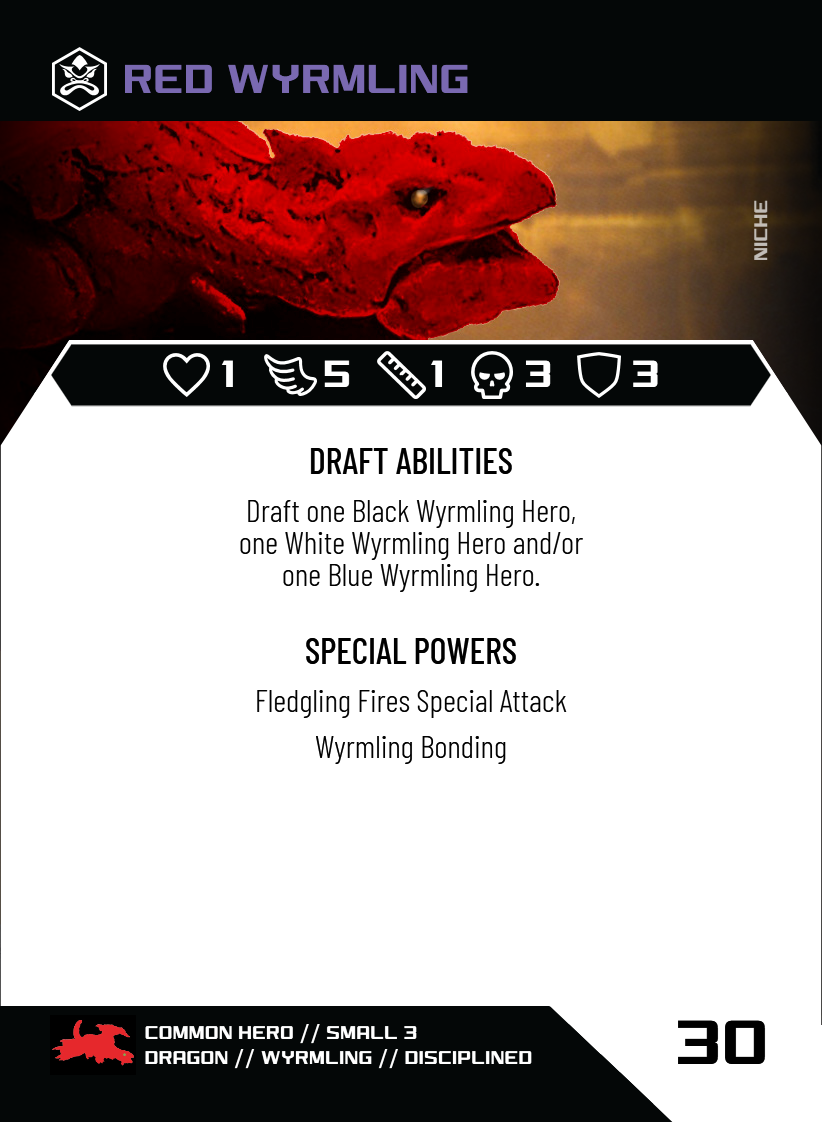 RED WYRMLING
NICHE
1 5 1 3 3
DRAFT ABILITIES
Draft one Black Wyrmling Hero,
one White Wyrmling Hero and/or
one Blue Wyrmling Hero.
SPECIAL POWERS
Fledgling Fires Special Attack
Wyrmling Bonding
COMMON HERO // SMALL 3
DRAGON // WYRMLING // DISCIPLINED
30